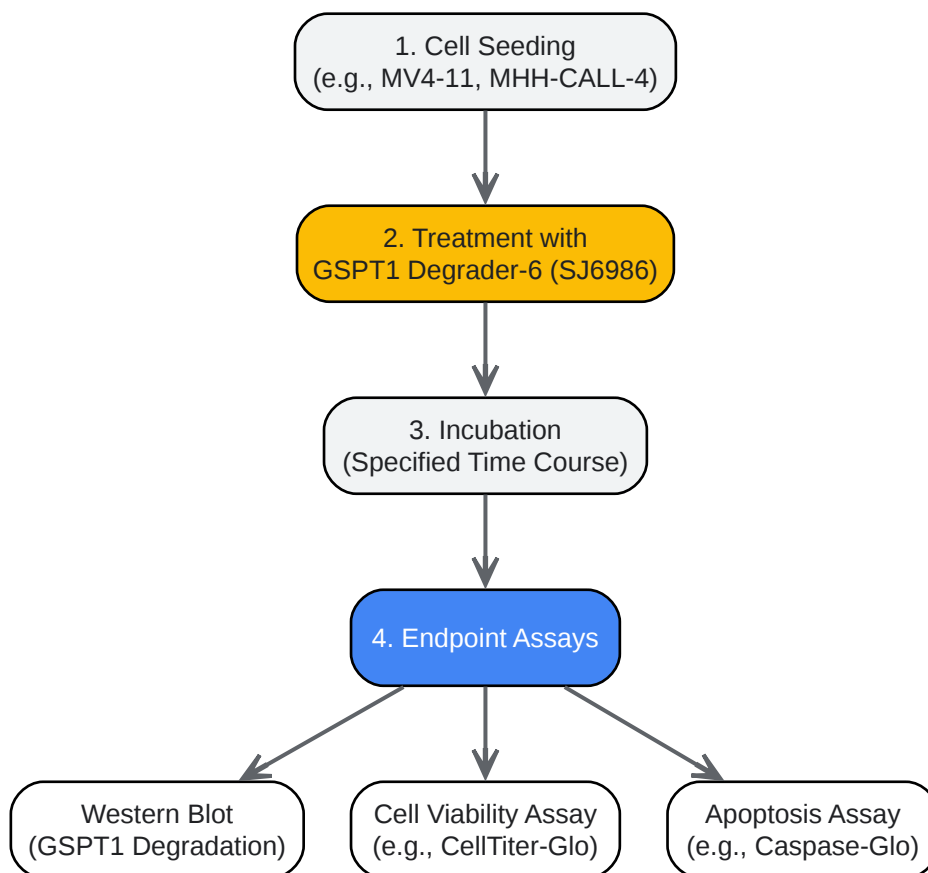 1. Cell Seeding
(e.g., MV4-11, MHH-CALL-4)
2. Treatment with
GSPT1 Degrader-6 (SJ6986)
3. Incubation
(Specified Time Course)
4. Endpoint Assays
Western Blot
(GSPT1 Degradation)
Cell Viability Assay
(e.g., CellTiter-Glo)
Apoptosis Assay
(e.g., Caspase-Glo)